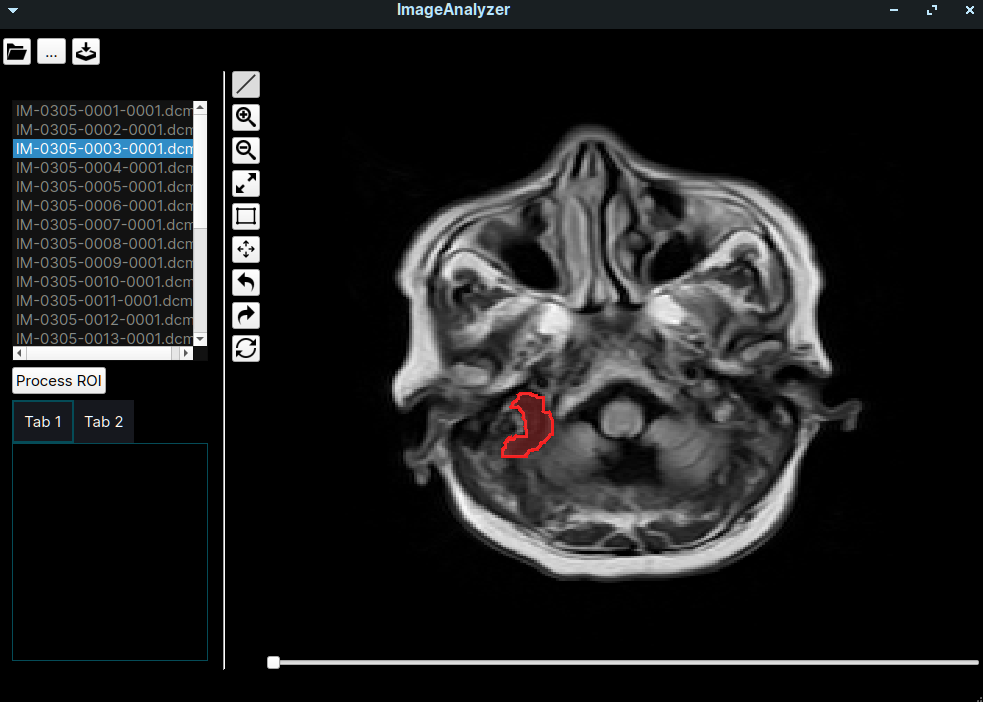 ImageAnalyzer
...
IM-0305-0001-0001.dcm
IM-0305-0002-0001.dcm
IM-0305-0003-0001.dcm
IM-0305-0004-0001.dcm
IM-0305-0005-0001.dcm
IM-0305-0006-0001.dcm
IM-0305-0007-0001.dcm
IM-0305-0008-0001.dcm
IM-0305-0009-0001.dcm
IM-0305-0010-0001.dcm
IM-0305-0011-0001.dcm
IM-0305-0012-0001.dcm
IM-0305-0013-0001.dcm
Process ROI
Tab 1 Tab 2